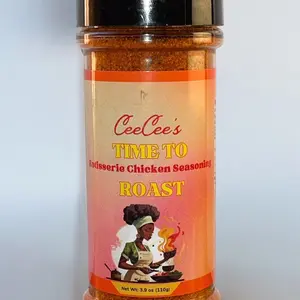 CeeCee's
TIME TO
Rotisserie Chicken Seasoning
ROAST
Net Wt: 3.9 oz (110g)